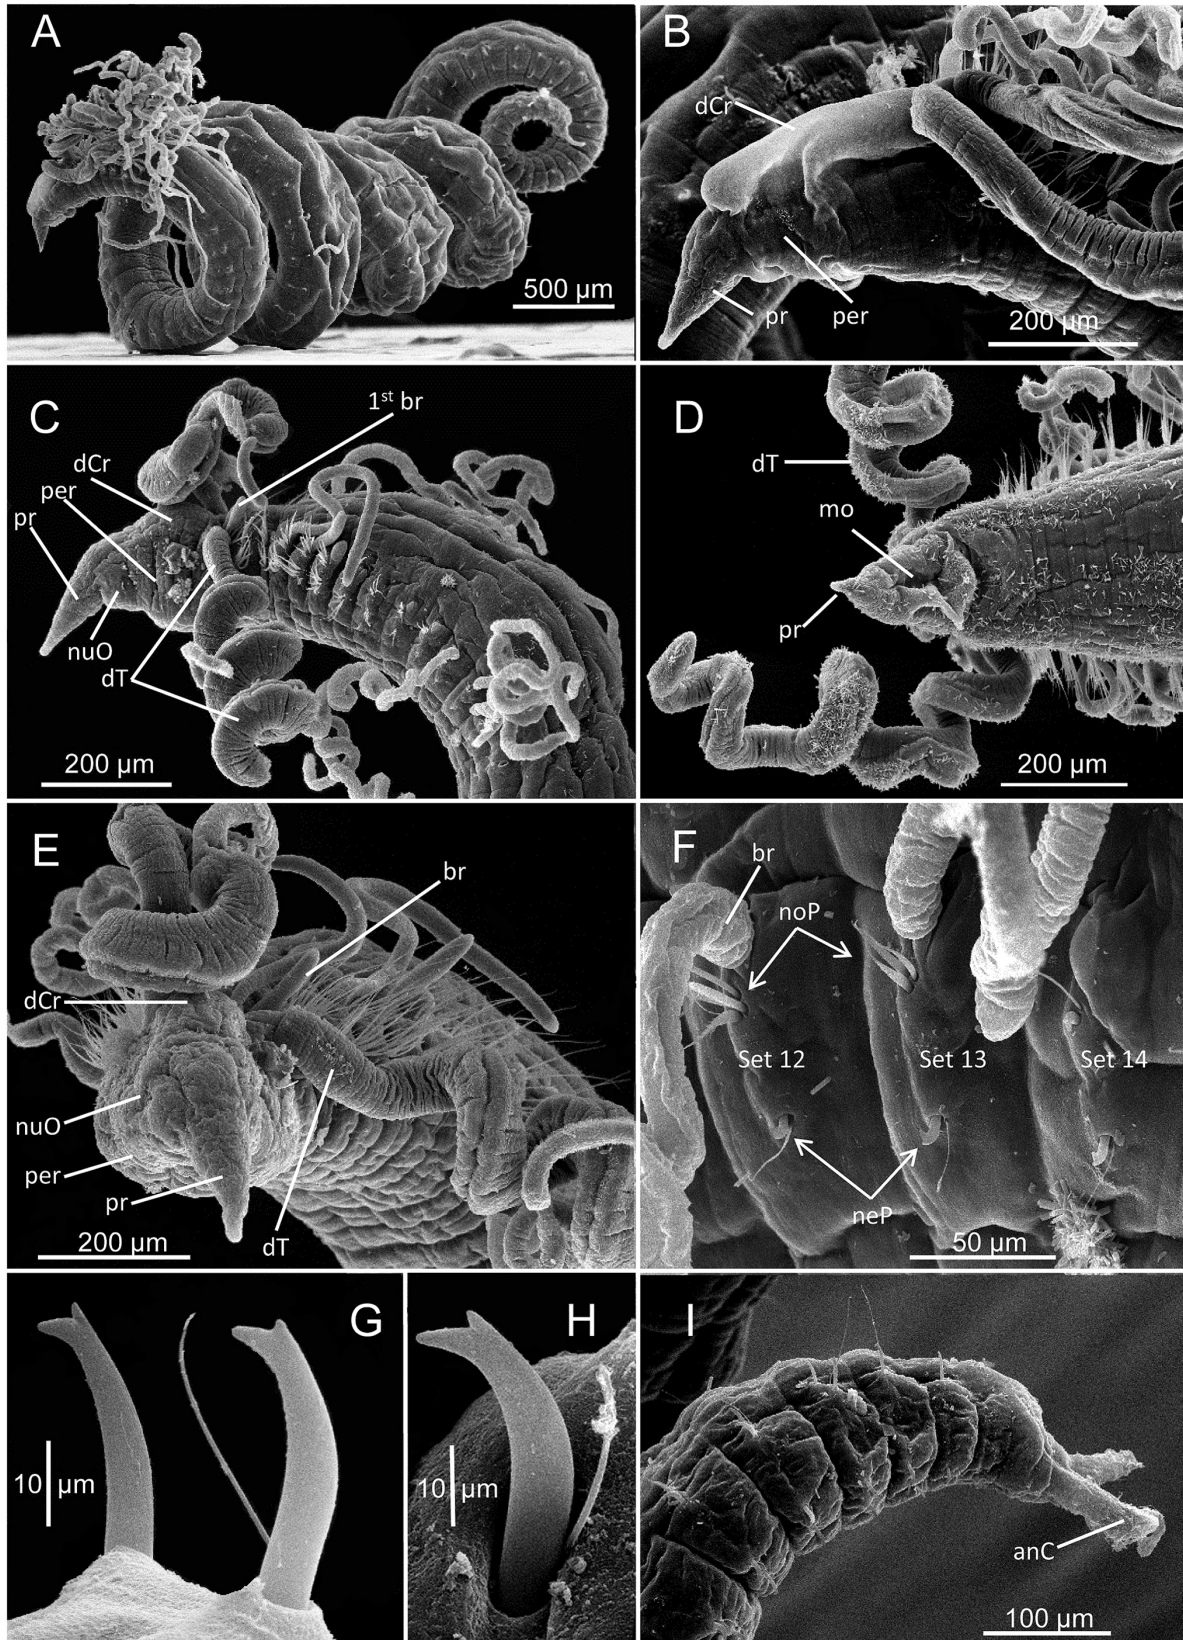 A
500 µm
B
dCr
pr
per
200 µm
C
1st br
dCr
per
pr
nuO
dT
200 µm
D
dT
mo
pr
200 µm
E
br
dCr
nuO
per
pr
dT
200 µm
F
br
noP
Set 12
Set 13
Set 14
neP
50 µm
G
10 µm
H
10 µm
I
anC
100 µm